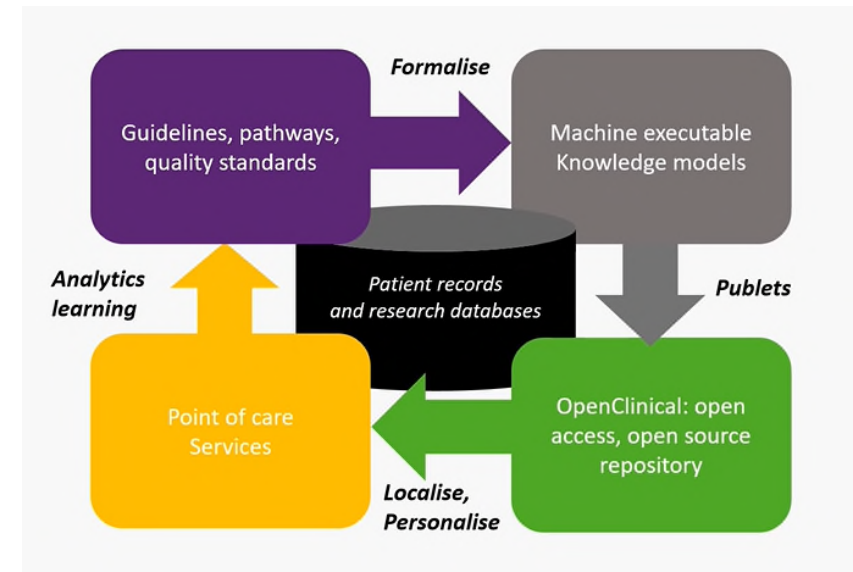 Formalise
Guidelines, pathways,
quality standards
Machine executable
Knowledge models
Analytics
learning
Patient records
and research databases
Publets
Point of care
Services
OpenClinical: open
access, open source
repository
Localise,
Personalise